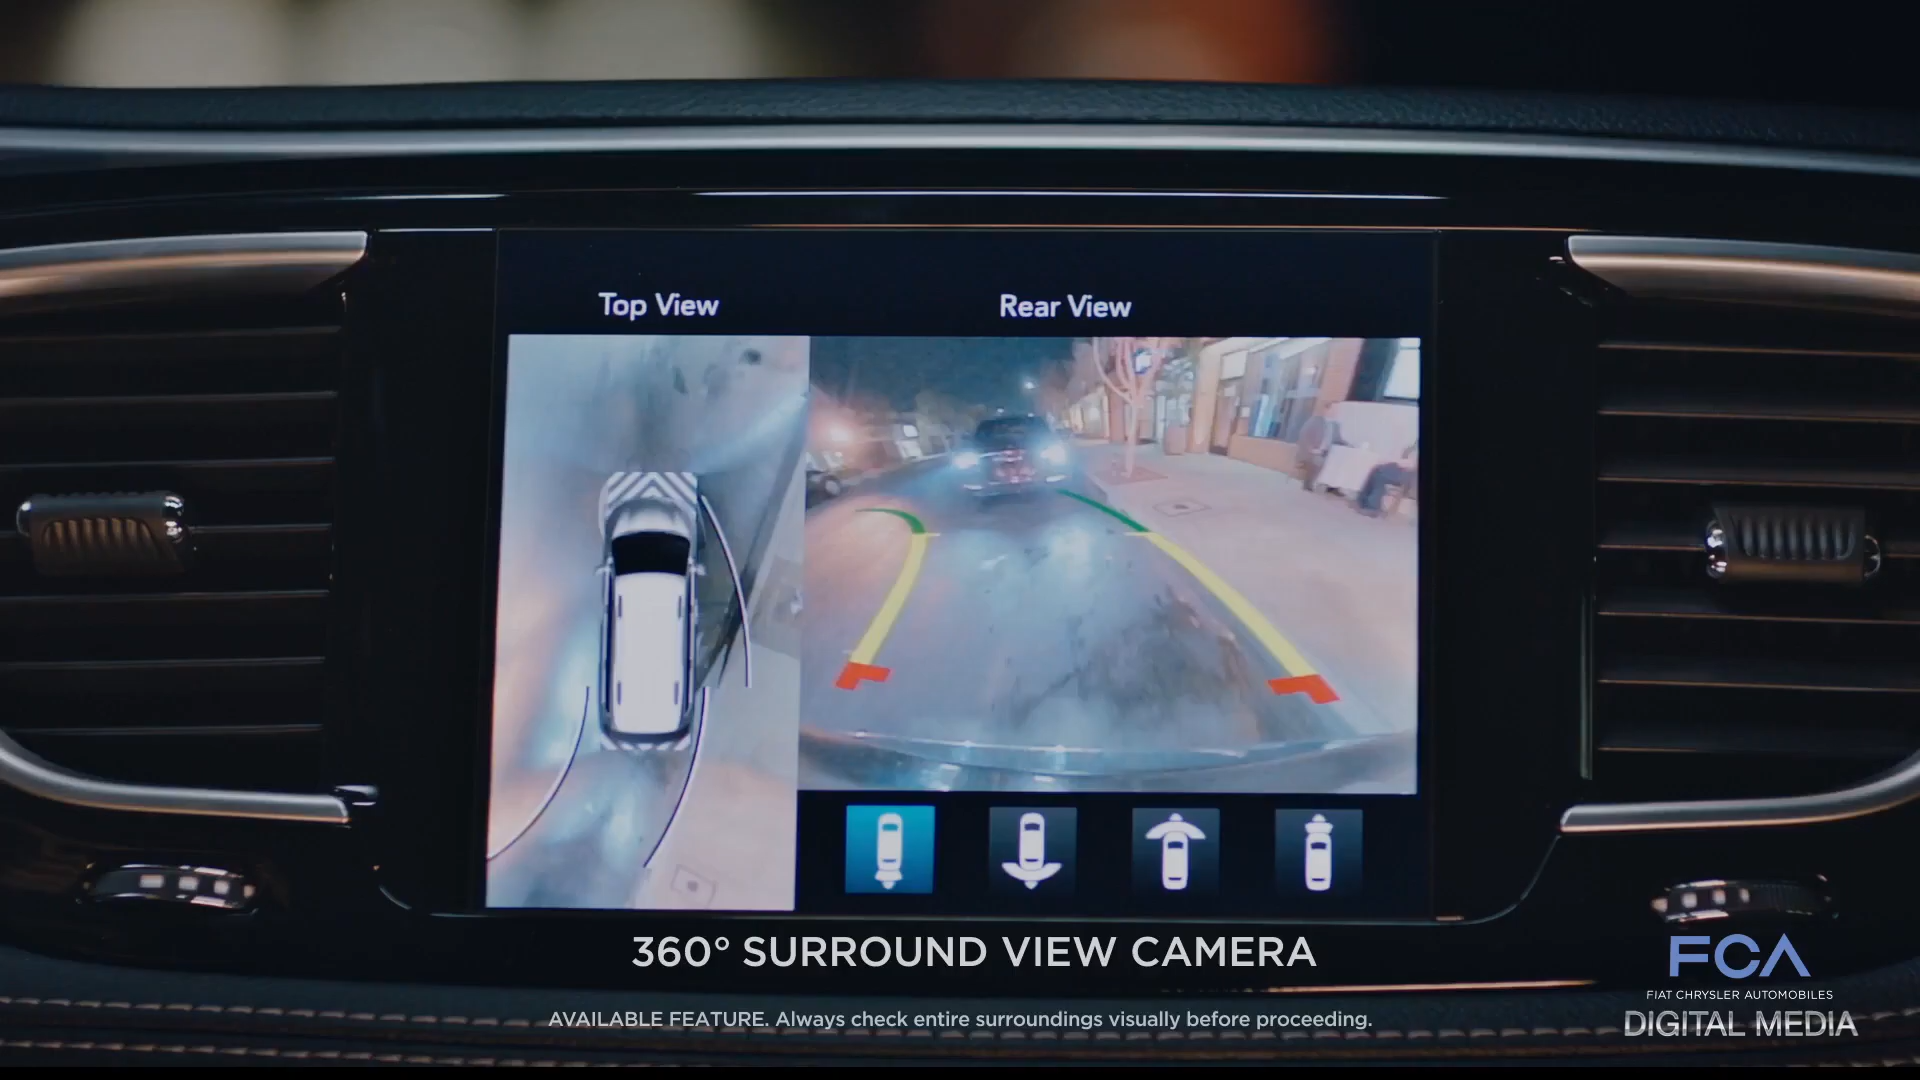 Top View
Rear View
360° SURROUND VIEW CAMERA
AVAILABLE FEATURE. Always check entire surroundings visually before proceeding.
FCA
FIAT CHRYSLER AUTOMOBILES
DIGITAL MEDIA